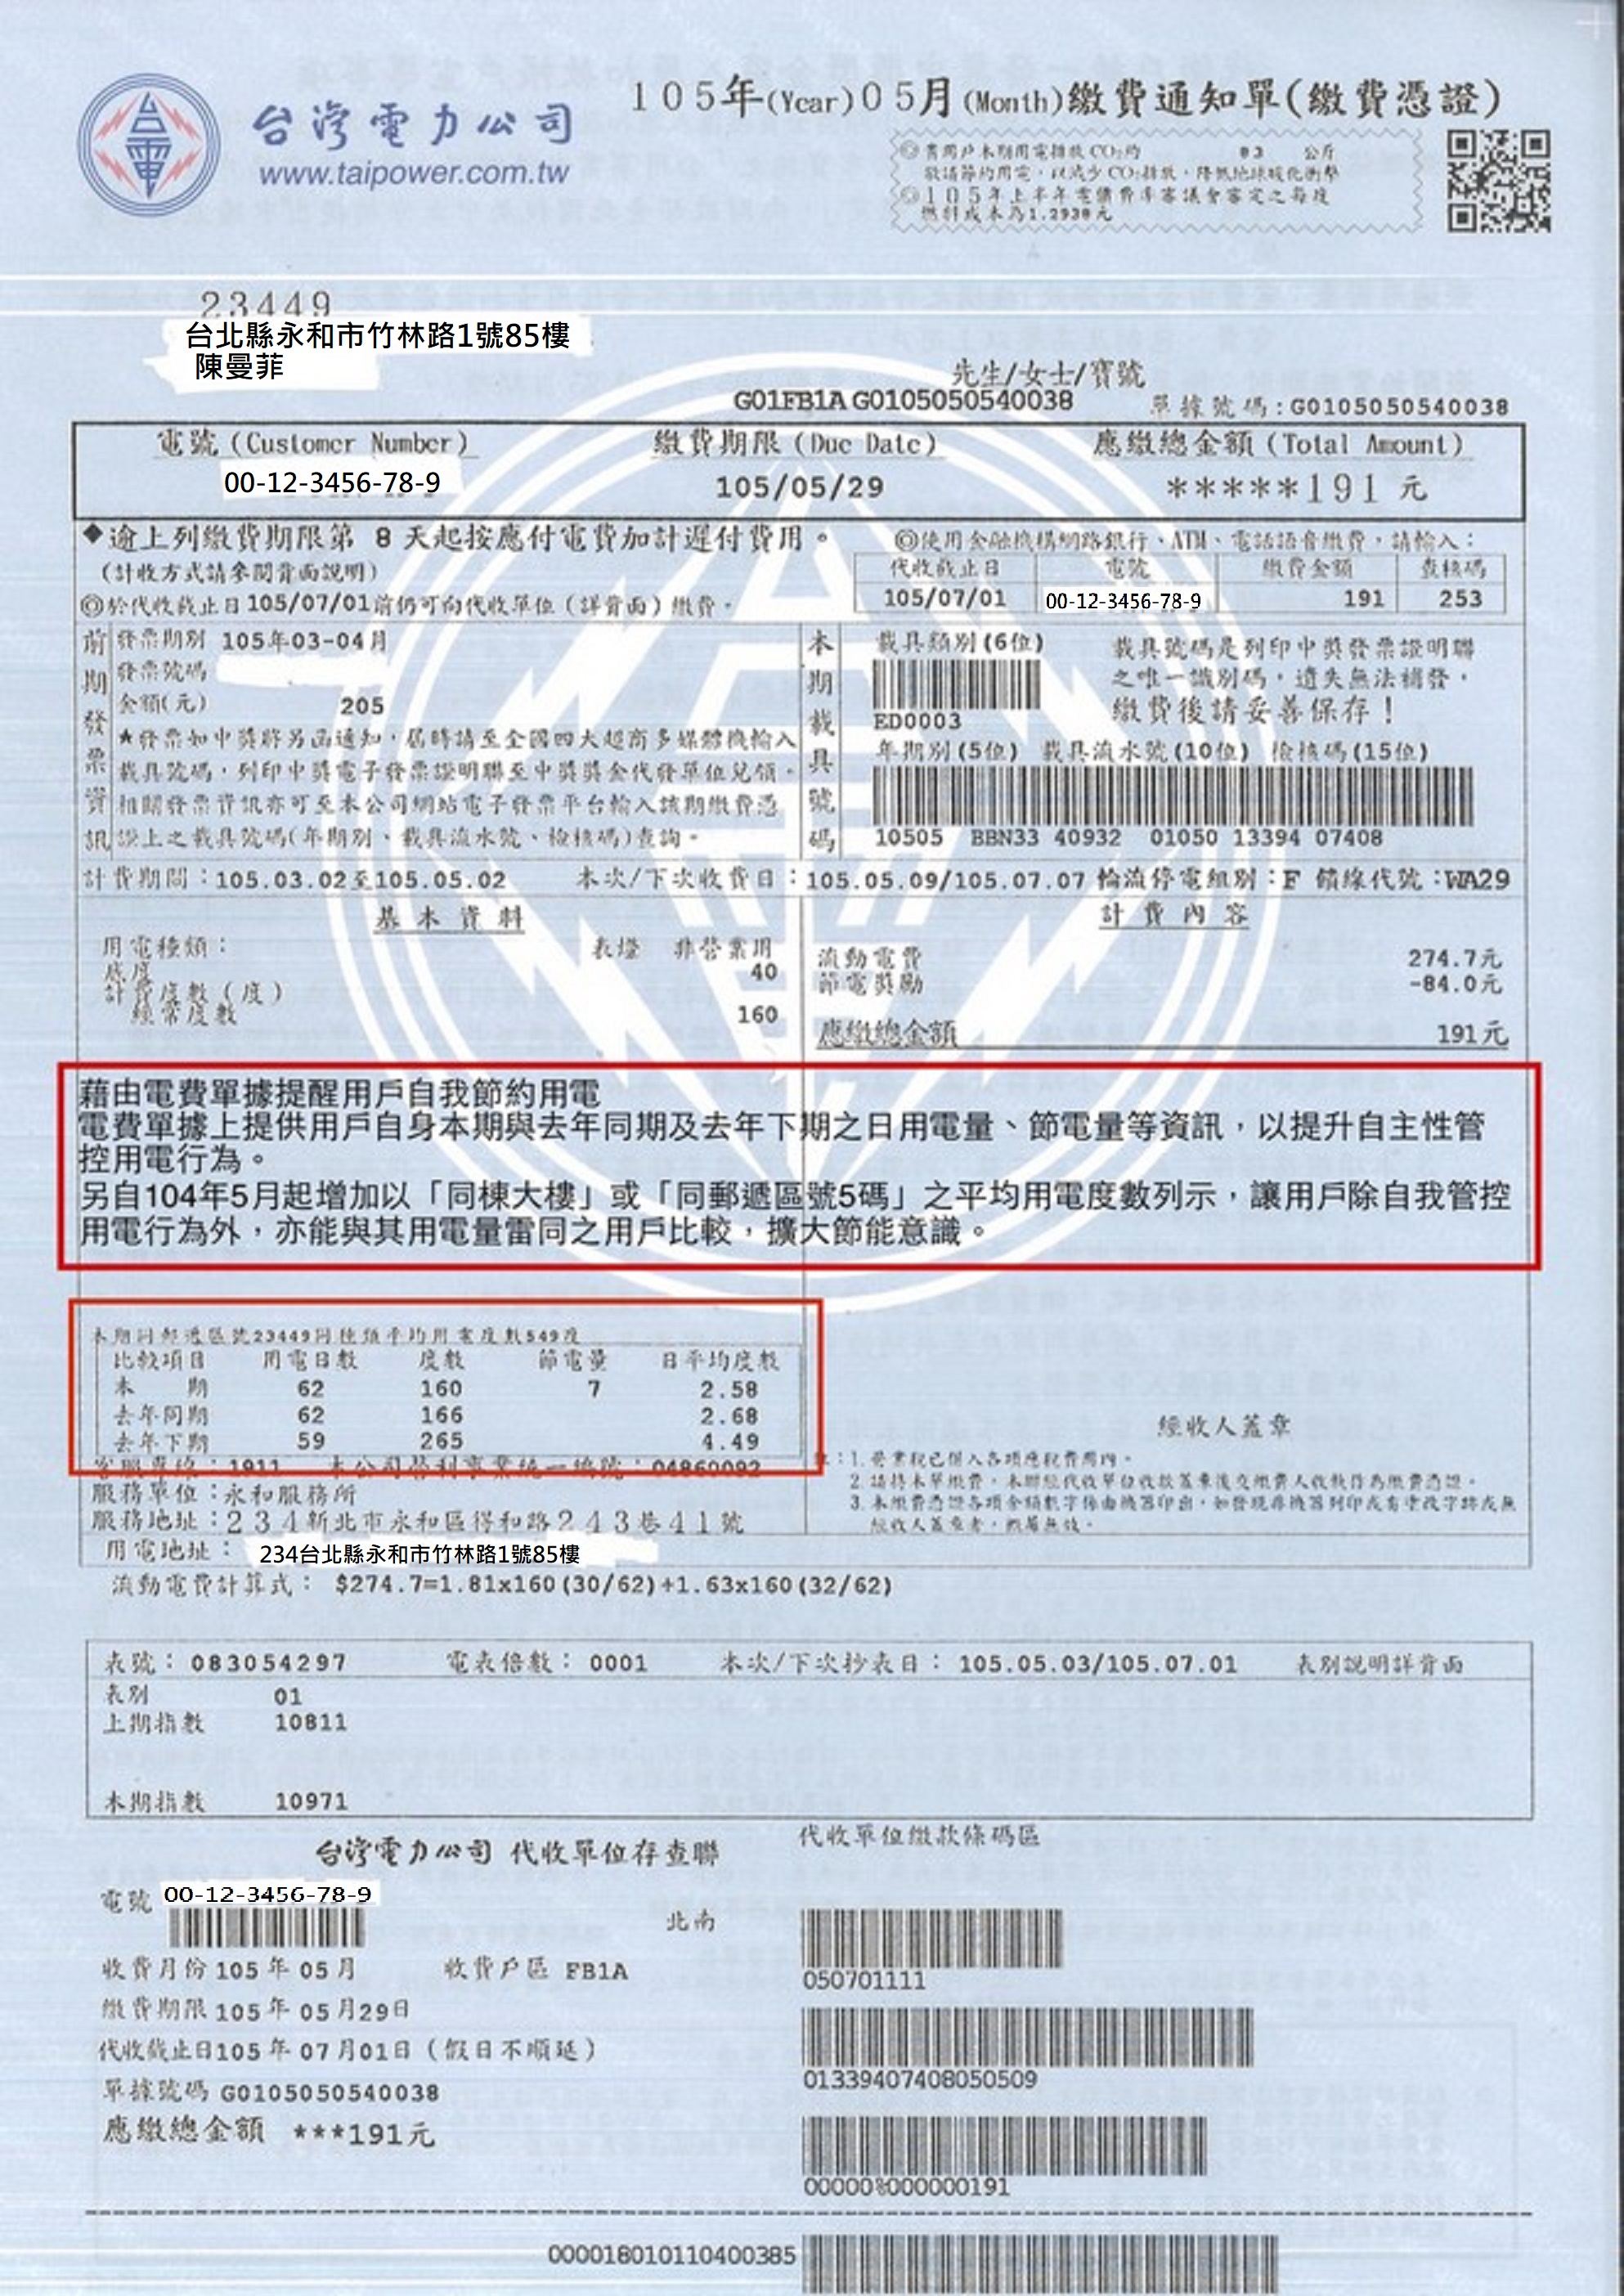 台灣電力公司
www.taipower.com.tw
105年(Year)05月(Month)繳費通知單(繳費憑證)
◎貴用戶本期用電排放CO2約 83 公斤
敬請節約用電,以減少CO2排放,降低地球暖化衝擊
◎105年上半年電價費率審議會審定之每度
燃料成本為1.2938元
23449
台北縣永和市竹林路1號85樓
陳曼菲
先生/女士/寶號
G01FB1A G0105050540038
單據號碼:G0105050540038
電號(Customer Number) 繳費期限(Due Date) 應繳總金額(Total Amount)
00-12-3456-78-9 105/05/29 *****191 元
◆逾上列繳費期限第 8 天起按應付電費加計遲付費用。
(計收方式請參閱背面說明)
◎於代收截止日105/07/01前仍可向代收單位(詳背面)繳費。
◎使用金融機構網路銀行、ATM、電話語音繳費,請輸入:
代收截止日 電號 繳費金額 查核碼
105/07/01 00-12-3456-78-9 191 253
前期發票資訊
發票期別 105年03-04月
發票號碼
金額(元) 205
★發票如中獎將另函通知,屆時請至全國四大超商多媒體機輸入
載具號碼,列印中獎電子發票證明聯至中獎獎金代發單位兌領。
相關發票資訊亦可至本公司網站電子發票平台輸入該期繳費憑
證上之載具號碼(年期別、載具流水號、檢核碼)查詢。
本期載具號碼
載具類別(6位)
ED0003
載具號碼是列印中獎發票證明聯
之唯一識別碼,遺失無法補發,
繳費後請妥善保存!
年期別(5位) 載具流水號(10位) 檢核碼(15位)
10505 BBN33 40932 01050 13394 07408
計費期間:105.03.02至105.05.02 本次/下次收費日:105.05.09/105.07.07 輪流停電組別:F 饋線代號:WA29
基本資料
用電種類: 表燈 非營業用
底度 40
計費度數(度)
經常度數 160
計費內容
流動電費 274.7元
節電獎勵 -84.0元
應繳總金額 191元
藉由電費單據提醒用戶自我節約用電
電費單據上提供用戶自身本期與去年同期及去年下期之日用電量、節電量等資訊,以提升自主性管
控用電行為。
另自104年5月起增加以「同棟大樓」或「同郵遞區號5碼」之平均用電度數列示,讓用戶除自我管控
用電行為外,亦能與其用電量雷同之用戶比較,擴大節能意識。
本期同郵遞區號23449同種類平均用電度數549度
比較項目 用電日數 度數 節電量 日平均度數
本 期 62 160 7 2.58
去年同期 62 166 2.68
去年下期 59 265 4.49
客服專線:1911 本公司營利事業統一編號:04860092
服務單位:永和服務所
服務地址:234新北市永和區得和路243巷41號
經收人蓋章
註:1.營業稅已併入各項應稅費用內。
2.請持本單繳費,本聯經代收單位收款蓋章後交繳費人收執作為繳費憑證。
3.本繳費憑證各項金額數字係由機器印出,如發現非機器列印或有塗改字跡或無
經收人蓋章者,概屬無效。
用電地址: 234台北縣永和市竹林路1號85樓
流動電費計算式: $274.7=1.81x160(30/62)+1.63x160(32/62)
表號:083054297 電表倍數:0001 本次/下次抄表日:105.05.03/105.07.01 表別說明詳背面
表別 01
上期指數 10811
本期指數 10971
台灣電力公司 代收單位存查聯
代收單位繳款條碼區
電號 00-12-3456-78-9
北南
收費月份 105 年 05 月 收費戶區 FB1A
050701111
繳費期限 105 年 05 月29日
代收截止日105 年 07 月01日(假日不順延)
013394074080505​09
單據號碼 G0105050540038
應繳總金額 ***191元
000008000000191
000018010110400385